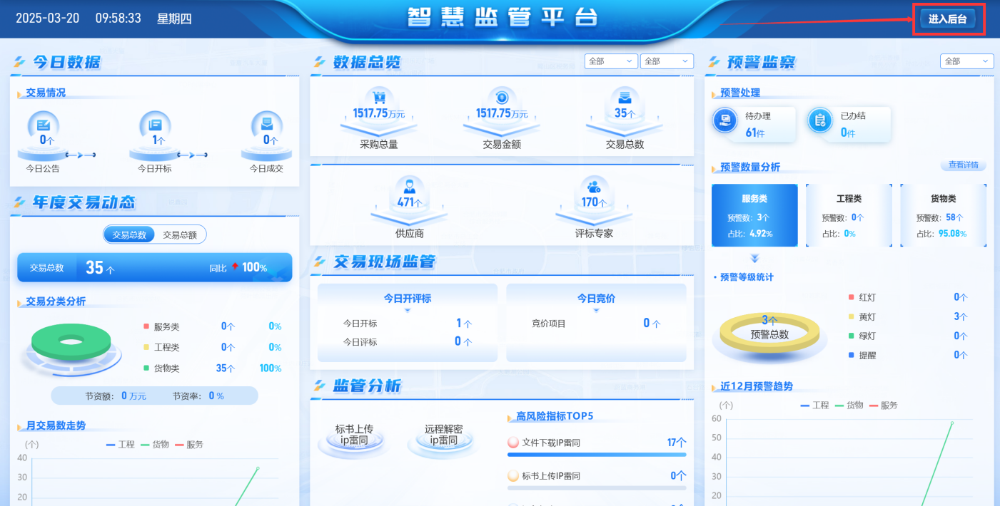 2025-03-20 09:58:33 星期四
智慧监管平台
进入后台
今日数据
交易情况
0个
1个
0个
今日公告
今日开标
今日成交
年度交易动态
交易总数 交易总额
交易总数 35个 同比 100%
交易分类分析
服务类 0个 0%
工程类 0个 0%
货物类 35个 100%
节资额: 0 万元 节资率: 0 %
月交易数走势
(个)
工程 货物 服务
40
30
20
数据总览
全部 全部
1517.75万元
1517.75万元
35个
采购总量
交易金额
交易总数
471个
170个
供应商
评标专家
交易现场监管
今日开评标
今日开标 1个
今日评标 0个
今日竞价
竞价项目 0个
监管分析
标书上传
ip雷同
远程解密
ip雷同
高风险指标TOP5
文件下载IP雷同 17个
标书上传IP雷同 0个
预警监察
全部
预警处理
待办理
61件
已办结
0件
预警数量分析
查看详情
服务类
预警数: 3个
占比: 4.92%
工程类
预警数: 0个
占比: 0%
货物类
预警数: 58个
占比: 95.08%
预警等级统计
3个
预警总数
红灯 0个
黄灯 3个
绿灯 0个
提醒 0个
近12月预警趋势
(个)
工程 货物 服务
60
50
40
30
20